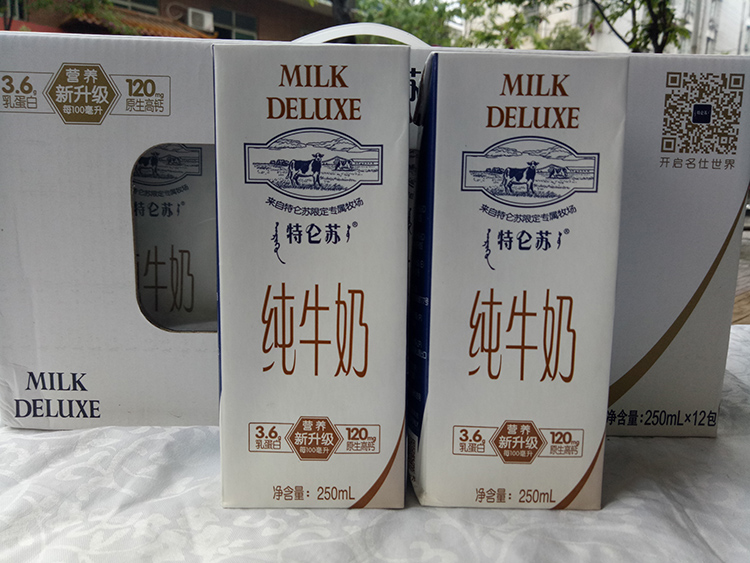 3.6g
乳蛋白
营养
新升级
每100毫升
120mg
原生高钙
牛奶
MILK
DELUXE
MILK
DELUXE
来自特仑苏限定专属牧场
特仑苏®
纯牛奶
3.6g
乳蛋白
营养
新升级
每100毫升
120mg
原生高钙
净含量：250mL
苏
MILK
DELUXE
来自特仑苏限定专属牧场
特仑苏®
纯牛奶
3.6g
乳蛋白
营养
新升级
每100毫升
120mg
原生高钙
净含量：250mL
开启名仕世界
净含量：250mL×12包